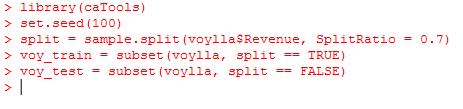 > library(caTools)
> set.seed(100)
> split = sample.split(voylla$Revenue, SplitRatio = 0.7)
> voy_train = subset(voylla, split == TRUE)
> voy_test = subset(voylla, split == FALSE)
>